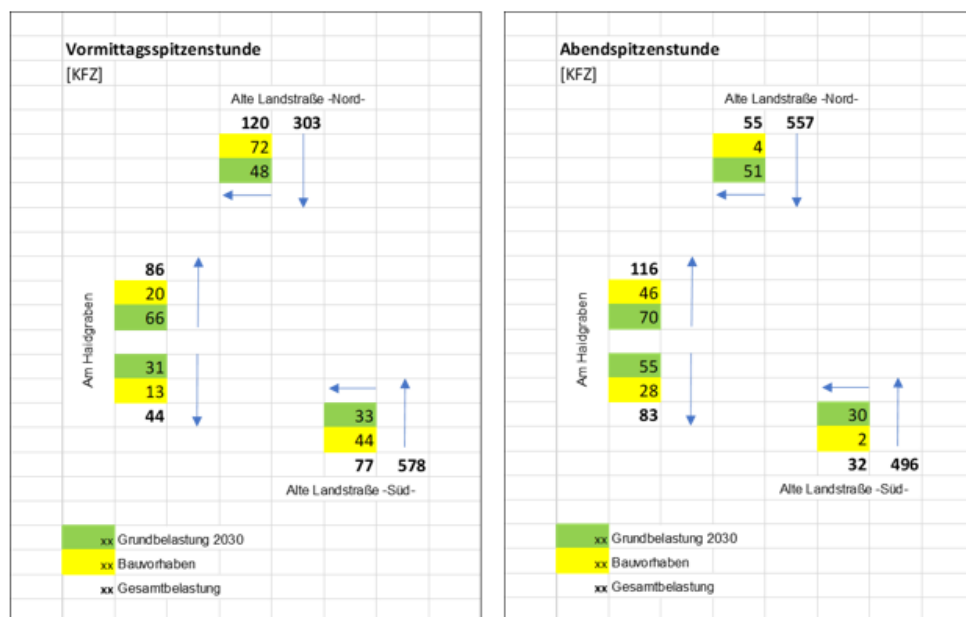 Vormittagsspitzenstunde
[KFZ]
Alte Landstraße -Nord-
120 303
72
48
86
20
66
Am Haidgraben
31
13
44
33
44
77 578
Alte Landstraße -Süd-
xx Grundbelastung 2030
xx Bauvorhaben
xx Gesamtbelastung
Abendspitzenstunde
[KFZ]
Alte Landstraße -Nord-
55 557
4
51
116
46
70
Am Haidgraben
55
28
83
30
2
32 496
Alte Landstraße -Süd-
xx Grundbelastung 2030
xx Bauvorhaben
xx Gesamtbelastung